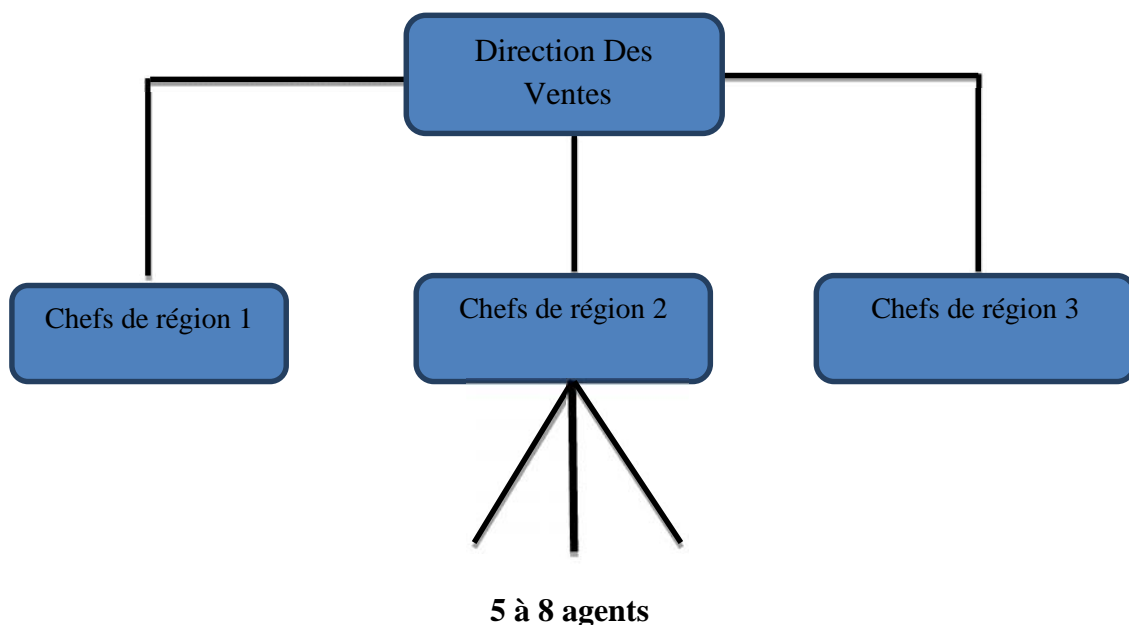 Direction Des
Ventes
Chefs de région 1
Chefs de région 2
Chefs de région 3
5 à 8 agents